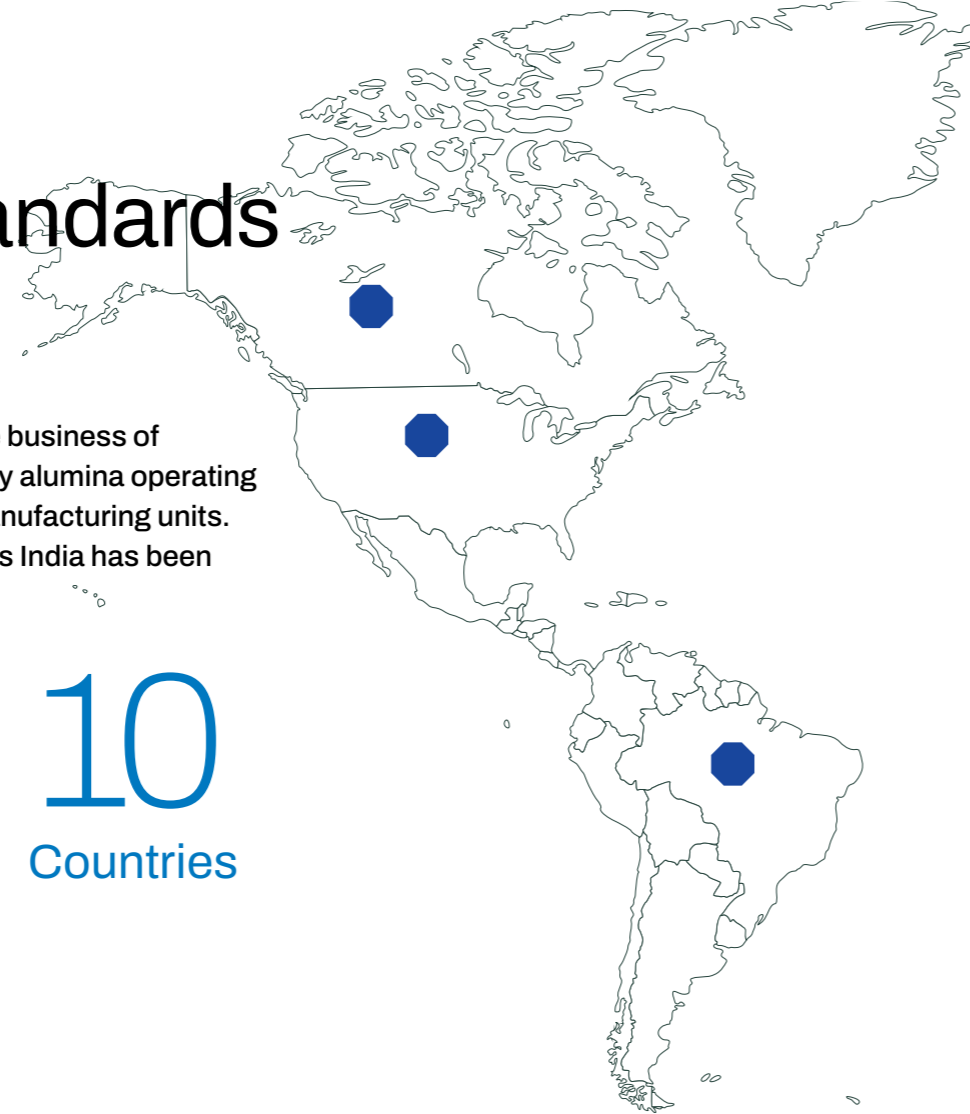 andards
business of
y alumina operating
nufacturing units.
s India has been
10
Countries